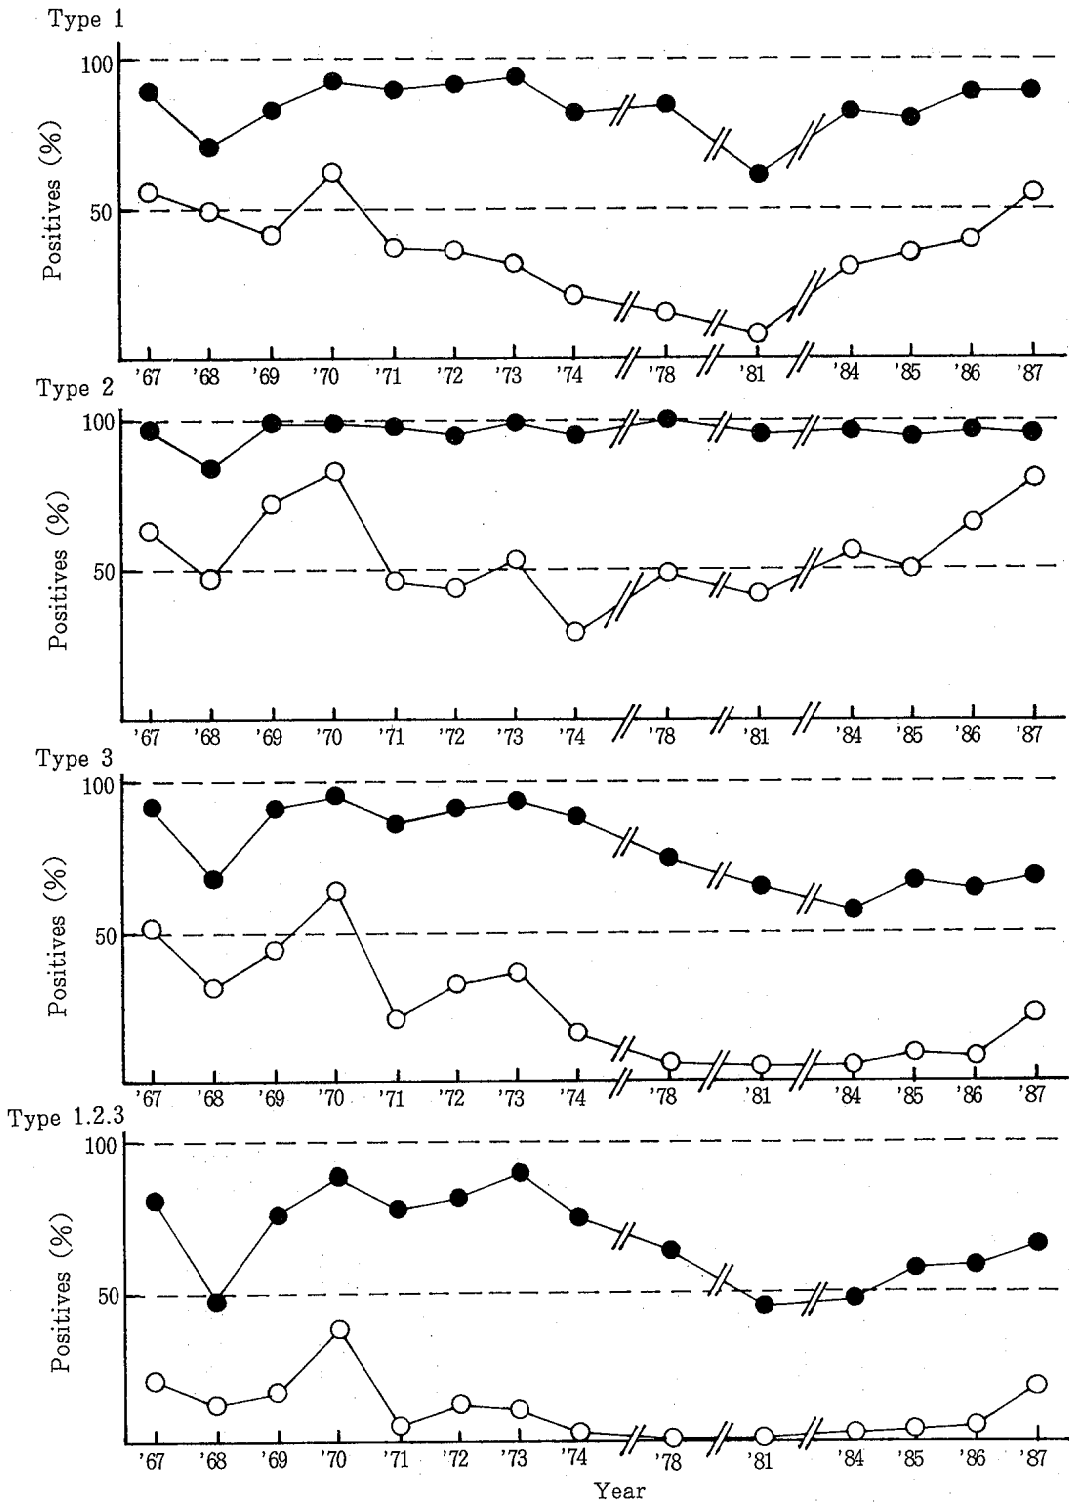 Type 1
100
50
Positives (%)
'67 '68 '69 '70 '71 '72 '73 '74 '78 '81 '84 '85 '86 '87
Type 2
100
50
Positives (%)
'67 '68 '69 '70 '71 '72 '73 '74 '78 '81 '84 '85 '86 '87
Type 3
100
50
Positives (%)
'67 '68 '69 '70 '71 '72 '73 '74 '78 '81 '84 '85 '86 '87
Type 1.2.3
100
50
Positives (%)
'67 '68 '69 '70 '71 '72 '73 '74 '78 '81 '84 '85 '86 '87
Year